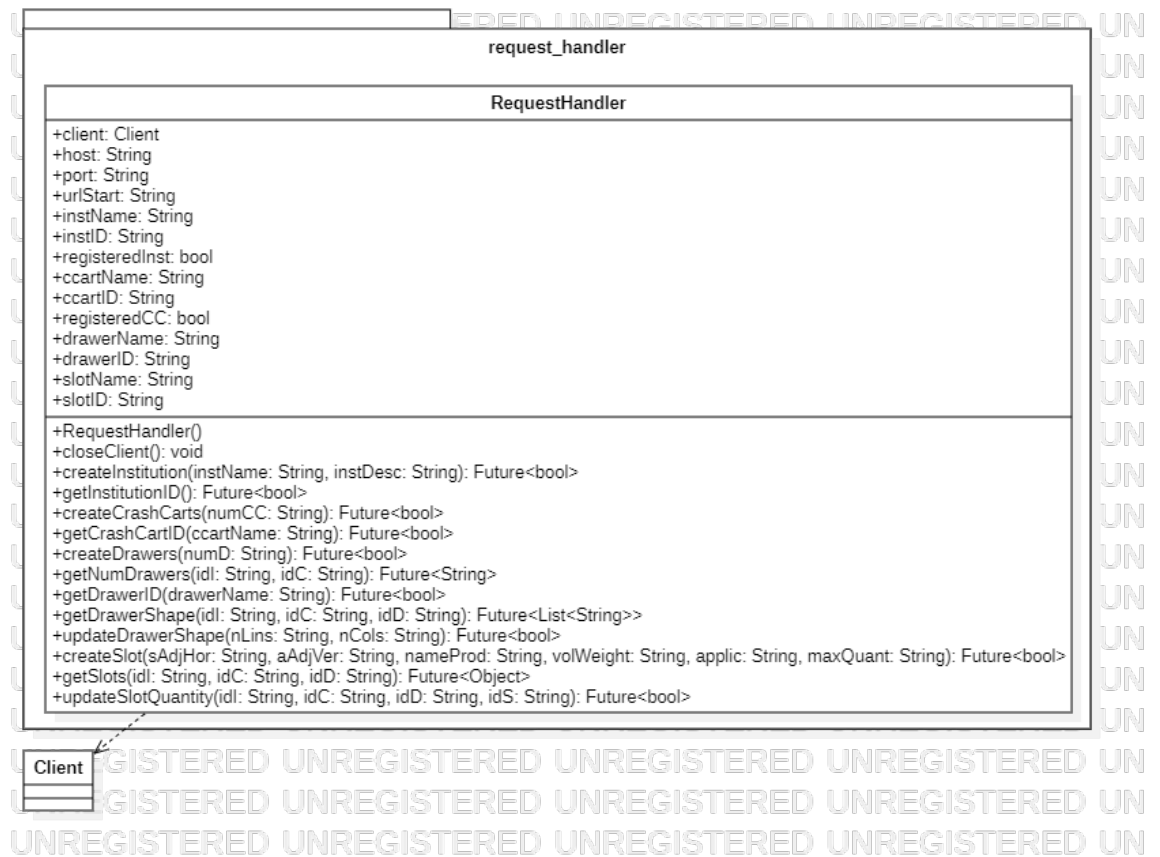 request_handler
RequestHandler
+client: Client
+host: String
+port: String
+urlStart: String
+instName: String
+instID: String
+registeredInst: bool
+ccartName: String
+ccartID: String
+registeredCC: bool
+drawerName: String
+drawerID: String
+slotName: String
+slotID: String
+RequestHandler()
+closeClient(): void
+createInstitution(instName: String, instDesc: String): Future<bool>
+getInstitutionID(): Future<bool>
+createCrashCarts(numCC: String): Future<bool>
+getCrashCartID(ccartName: String): Future<bool>
+createDrawers(numD: String): Future<bool>
+getNumDrawers(idI: String, idC: String): Future<String>
+getDrawerID(drawerName: String): Future<bool>
+getDrawerShape(idI: String, idC: String, idD: String): Future<List<String>>
+updateDrawerShape(nLins: String, nCols: String): Future<bool>
+createSlot(sAdjHor: String, aAdjVer: String, nameProd: String, volWeight: String, applic: String, maxQuant: String): Future<bool>
+getSlots(idI: String, idC: String, idD: String): Future<Object>
+updateSlotQuantity(idI: String, idC: String, idD: String, idS: String): Future<bool>
Client
UNREGISTERED UNREGISTERED UNREGISTERED UNREGISTERED UN